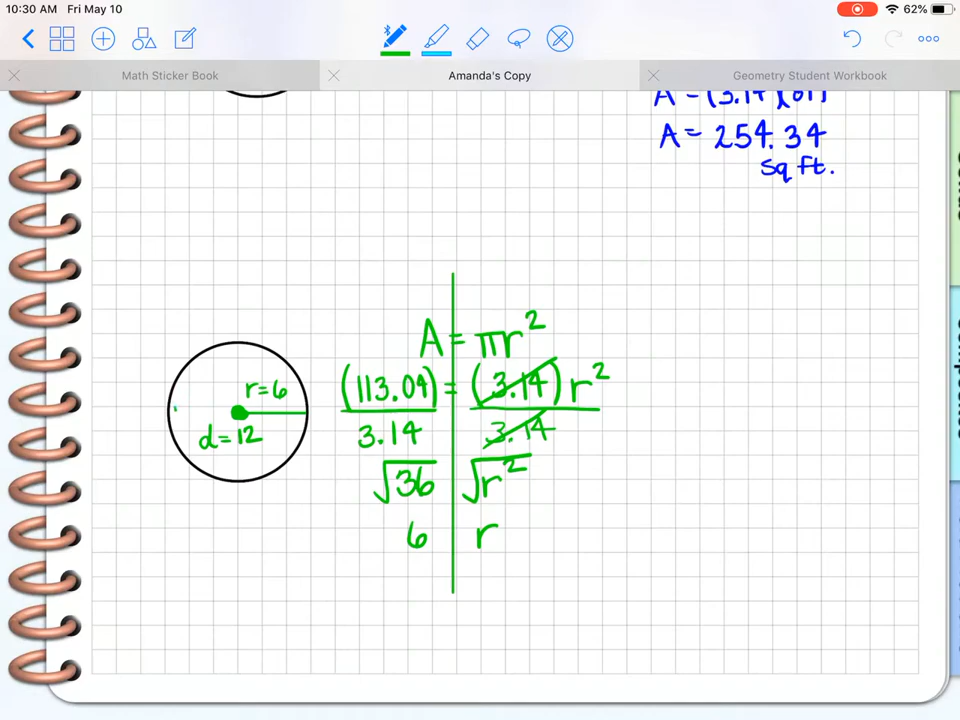 10:30 AM Fri May 10
62%
Math Sticker Book
Amanda's Copy
Geometry Student Workbook
A = 254.34
sq ft.
A = πr²
(113.04) = (3.14) r²
3.14 3.14
√36 √r²
6 r
r=6
d=12